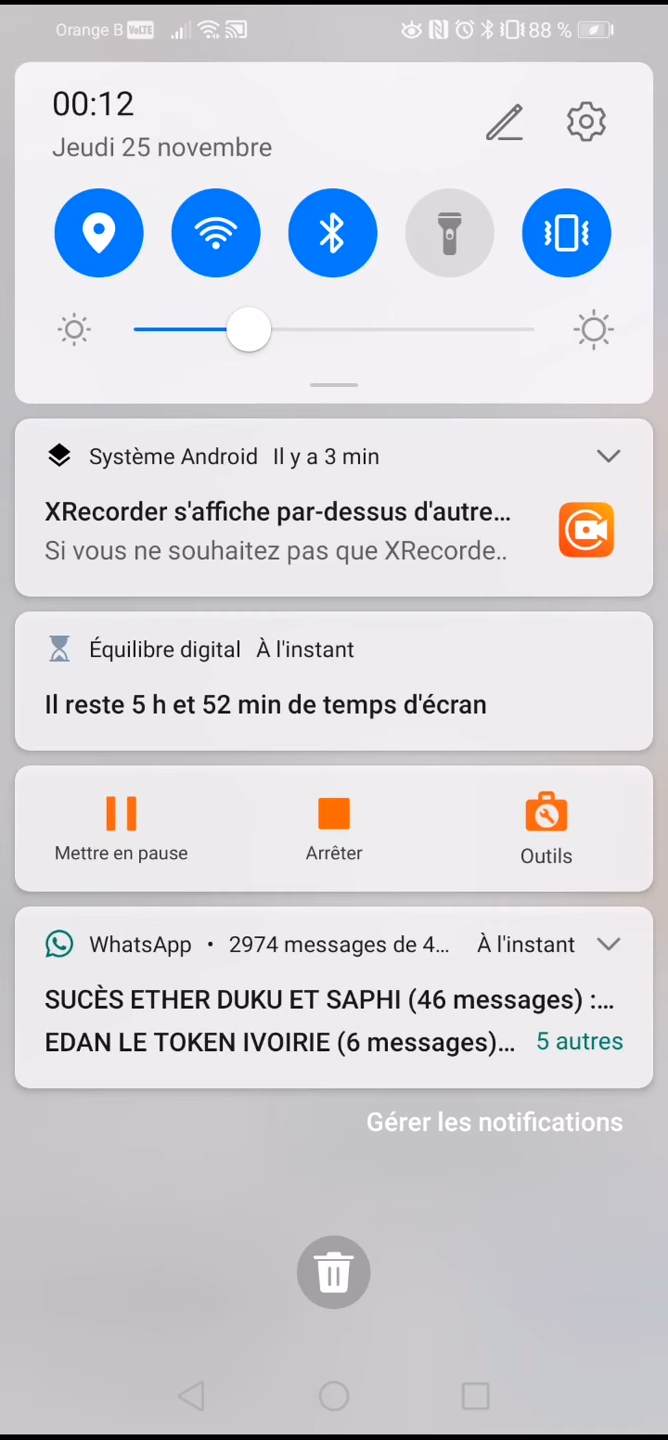 Orange B VoLTE 88 %
00:12
Jeudi 25 novembre
Système Android Il y a 3 min
XRecorder s'affiche par-dessus d'autre...
Si vous ne souhaitez pas que XRecorde..
Équilibre digital À l'instant
Il reste 5 h et 52 min de temps d'écran
Mettre en pause Arrêter Outils
WhatsApp • 2974 messages de 4... À l'instant
SUCÈS ETHER DUKU ET SAPHI (46 messages) :...
EDAN LE TOKEN IVOIRIE (6 messages)... 5 autres
Gérer les notifications